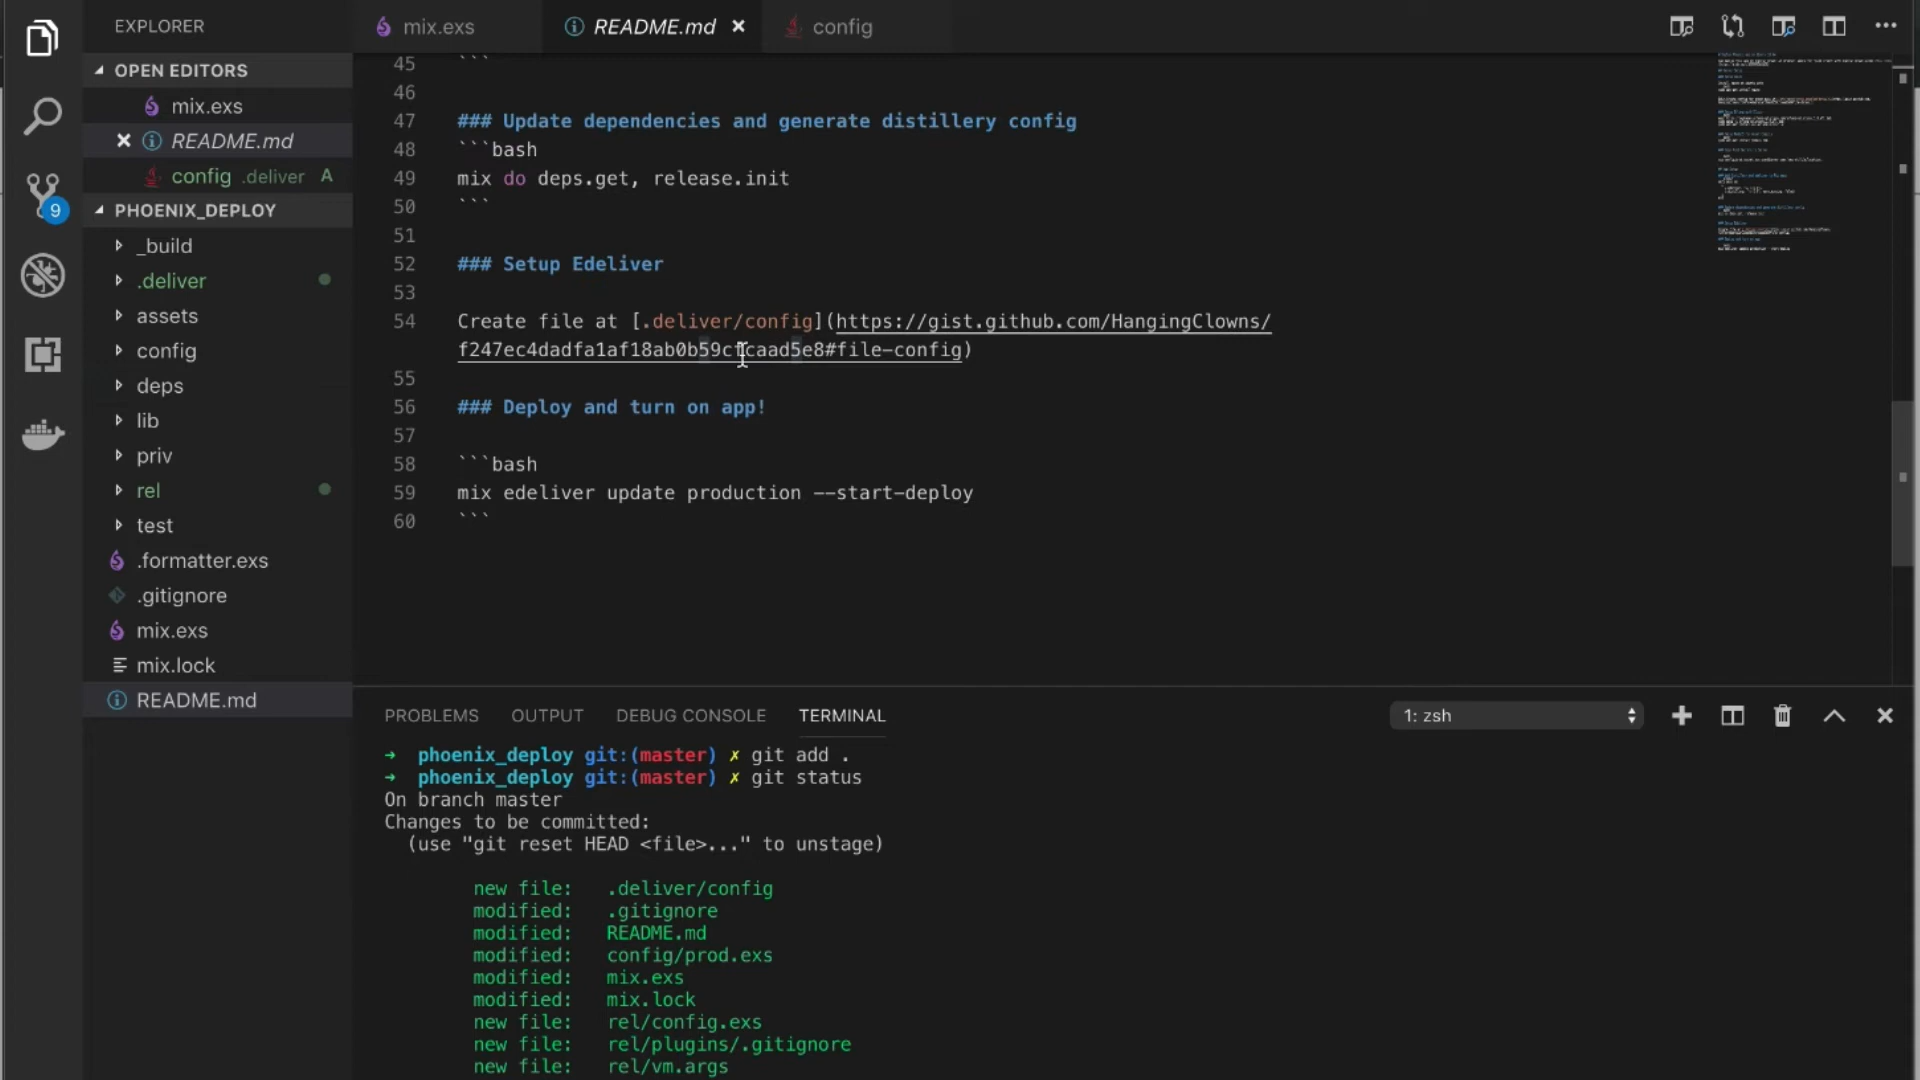 EXPLORER
mix.exs
README.md
config
OPEN EDITORS
mix.exs
README.md
config .deliver A
9
PHOENIX_DEPLOY
_build
.deliver
assets
config
deps
lib
priv
rel
test
.formatter.exs
.gitignore
mix.exs
mix.lock
README.md
45 ```
46
47 ### Update dependencies and generate distillery config
48 ```bash
49 mix do deps.get, release.init
50 ```
51
52 ### Setup Edeliver
53
54 Create file at [.deliver/config](https://gist.github.com/HangingClowns/
f247ec4dadfa1af18ab0b59cfcaad5e8#file-config)
55
56 ### Deploy and turn on app!
57
58 ```bash
59 mix edeliver update production --start-deploy
60 ```
PROBLEMS OUTPUT DEBUG CONSOLE TERMINAL 1: zsh
➜ phoenix_deploy git:(master) ✗ git add .
➜ phoenix_deploy git:(master) ✗ git status
On branch master
Changes to be committed:
(use "git reset HEAD <file>..." to unstage)
new file: .deliver/config
modified: .gitignore
modified: README.md
modified: config/prod.exs
modified: mix.exs
modified: mix.lock
new file: rel/config.exs
new file: rel/plugins/.gitignore
new file: rel/vm.args